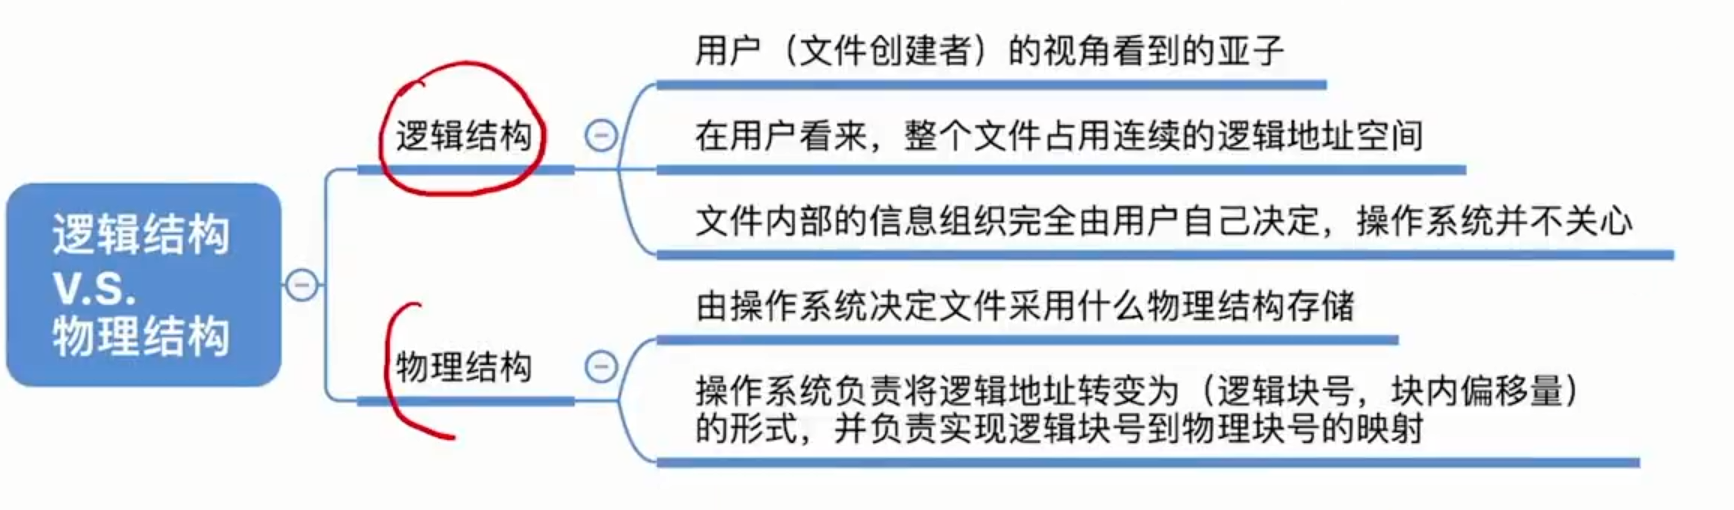 逻辑结构
V.S.
物理结构
逻辑结构
用户（文件创建者）的视角看到的亚子
在用户看来，整个文件占用连续的逻辑地址空间
文件内部的信息组织完全由用户自己决定，操作系统并不关心
物理结构
由操作系统决定文件采用什么物理结构存储
操作系统负责将逻辑地址转变为（逻辑块号，块内偏移量）
的形式，并负责实现逻辑块号到物理块号的映射